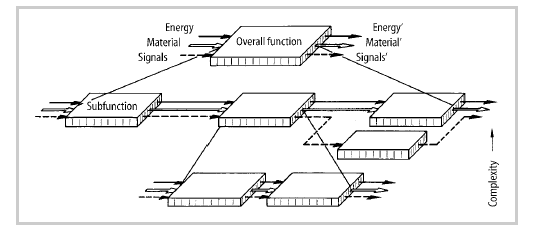 Energy
Material
Signals
Overall function
Energy'
Material'
Signals'
Subfunction
Complexity